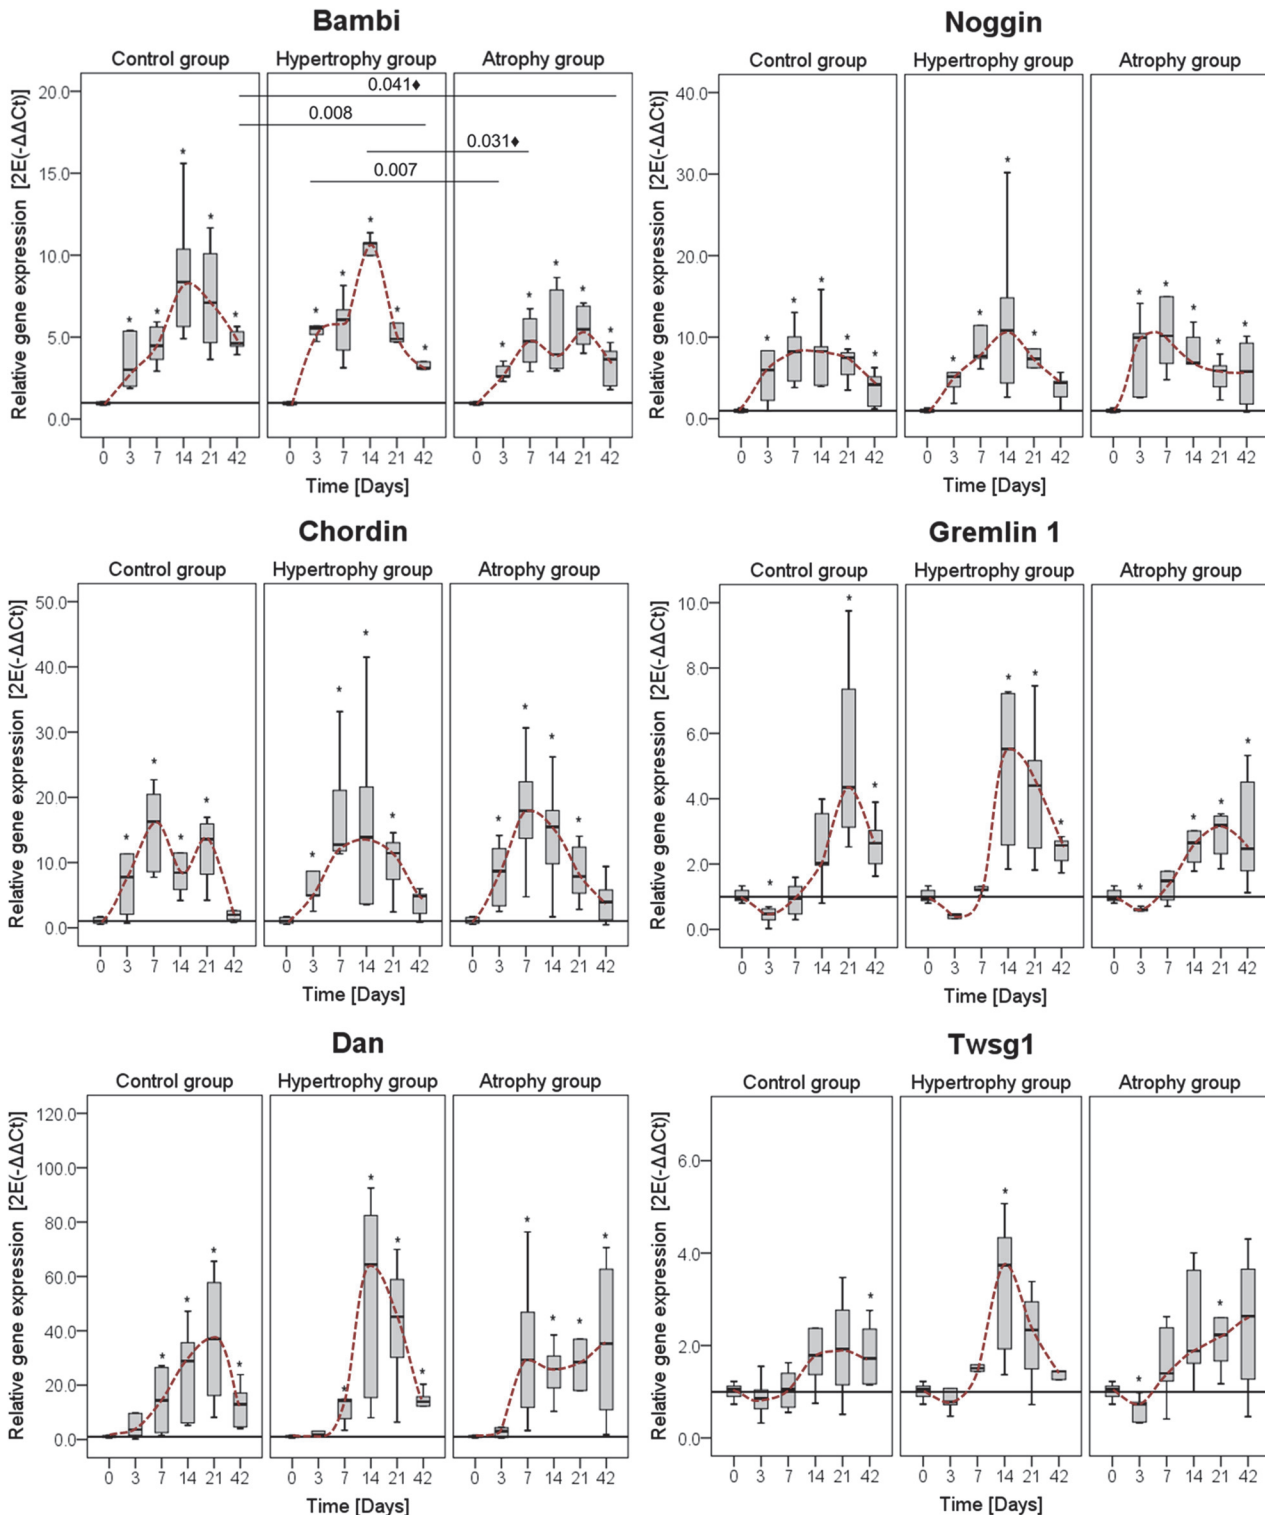 Bambi
Control group Hypertrophy group Atrophy group
Relative gene expression [2E(-ΔΔCt)]
20.0
15.0
10.0
5.0
0.0
0.041♦
0.008
0.031♦
0.007
* * * * *
* * * * *
* * * * *
0 3 7 14 21 42 0 3 7 14 21 42 0 3 7 14 21 42
Time [Days]
Noggin
Control group Hypertrophy group Atrophy group
Relative gene expression [2E(-ΔΔCt)]
40.0
30.0
20.0
10.0
0.0
* * * * *
* * * *
* * * * *
0 3 7 14 21 42 0 3 7 14 21 42 0 3 7 14 21 42
Time [Days]
Chordin
Control group Hypertrophy group Atrophy group
Relative gene expression [2E(-ΔΔCt)]
50.0
40.0
30.0
20.0
10.0
0.0
* * * *
* * * *
* * * *
0 3 7 14 21 42 0 3 7 14 21 42 0 3 7 14 21 42
Time [Days]
Gremlin 1
Control group Hypertrophy group Atrophy group
Relative gene expression [2E(-ΔΔCt)]
10.0
8.0
6.0
4.0
2.0
0.0
* * *
* * *
* * * *
0 3 7 14 21 42 0 3 7 14 21 42 0 3 7 14 21 42
Time [Days]
Dan
Control group Hypertrophy group Atrophy group
Relative gene expression [2E(-ΔΔCt)]
120.0
100.0
80.0
60.0
40.0
20.0
0.0
* * * *
* * * *
* * * *
0 3 7 14 21 42 0 3 7 14 21 42 0 3 7 14 21 42
Time [Days]
Twsg1
Control group Hypertrophy group Atrophy group
Relative gene expression [2E(-ΔΔCt)]
6.0
4.0
2.0
0.0
*
*
* *
0 3 7 14 21 42 0 3 7 14 21 42 0 3 7 14 21 42
Time [Days]